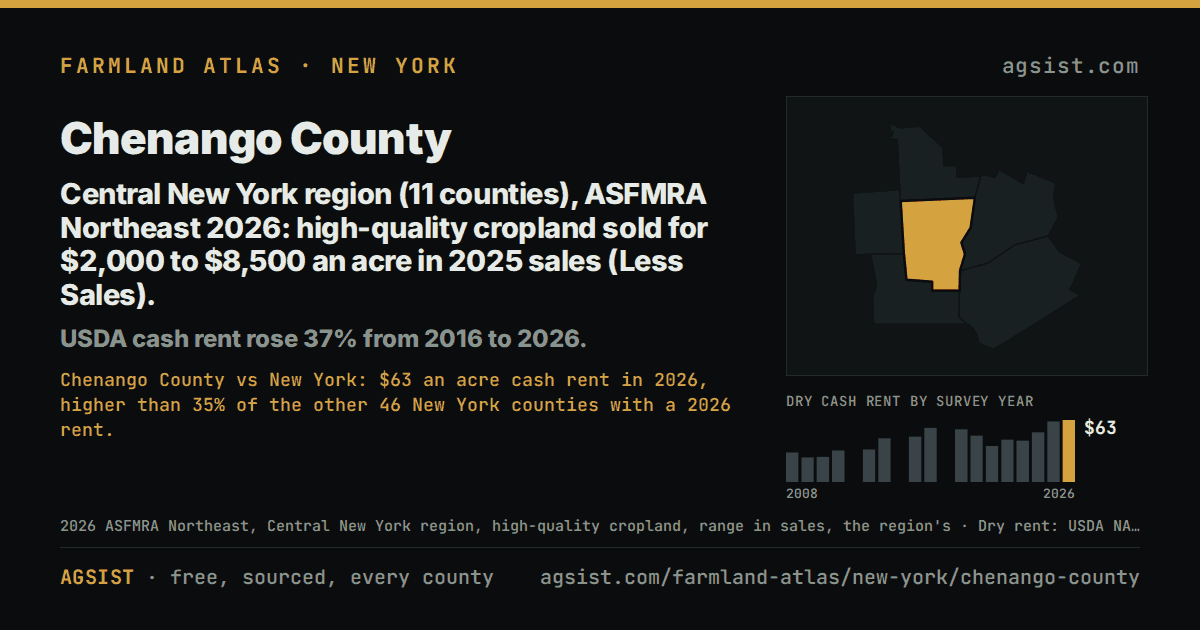 FARMLAND ATLAS · NEW YORK
agsist.com
Chenango County
Central New York region (11 counties), ASFMRA
Northeast 2026: high-quality cropland sold for
$2,000 to $8,500 an acre in 2025 sales (Less
Sales).
USDA cash rent rose 37% from 2016 to 2026.
Chenango County vs New York: $63 an acre cash rent in 2026,
higher than 35% of the other 46 New York counties with a 2026
rent.
DRY CASH RENT BY SURVEY YEAR
$63
2008
2026
2026 ASFMRA Northeast, Central New York region, high-quality cropland, range in sales, the region's · Dry rent: USDA NA…
AGSIST · free, sourced, every county
agsist.com/farmland-atlas/new-york/chenango-county